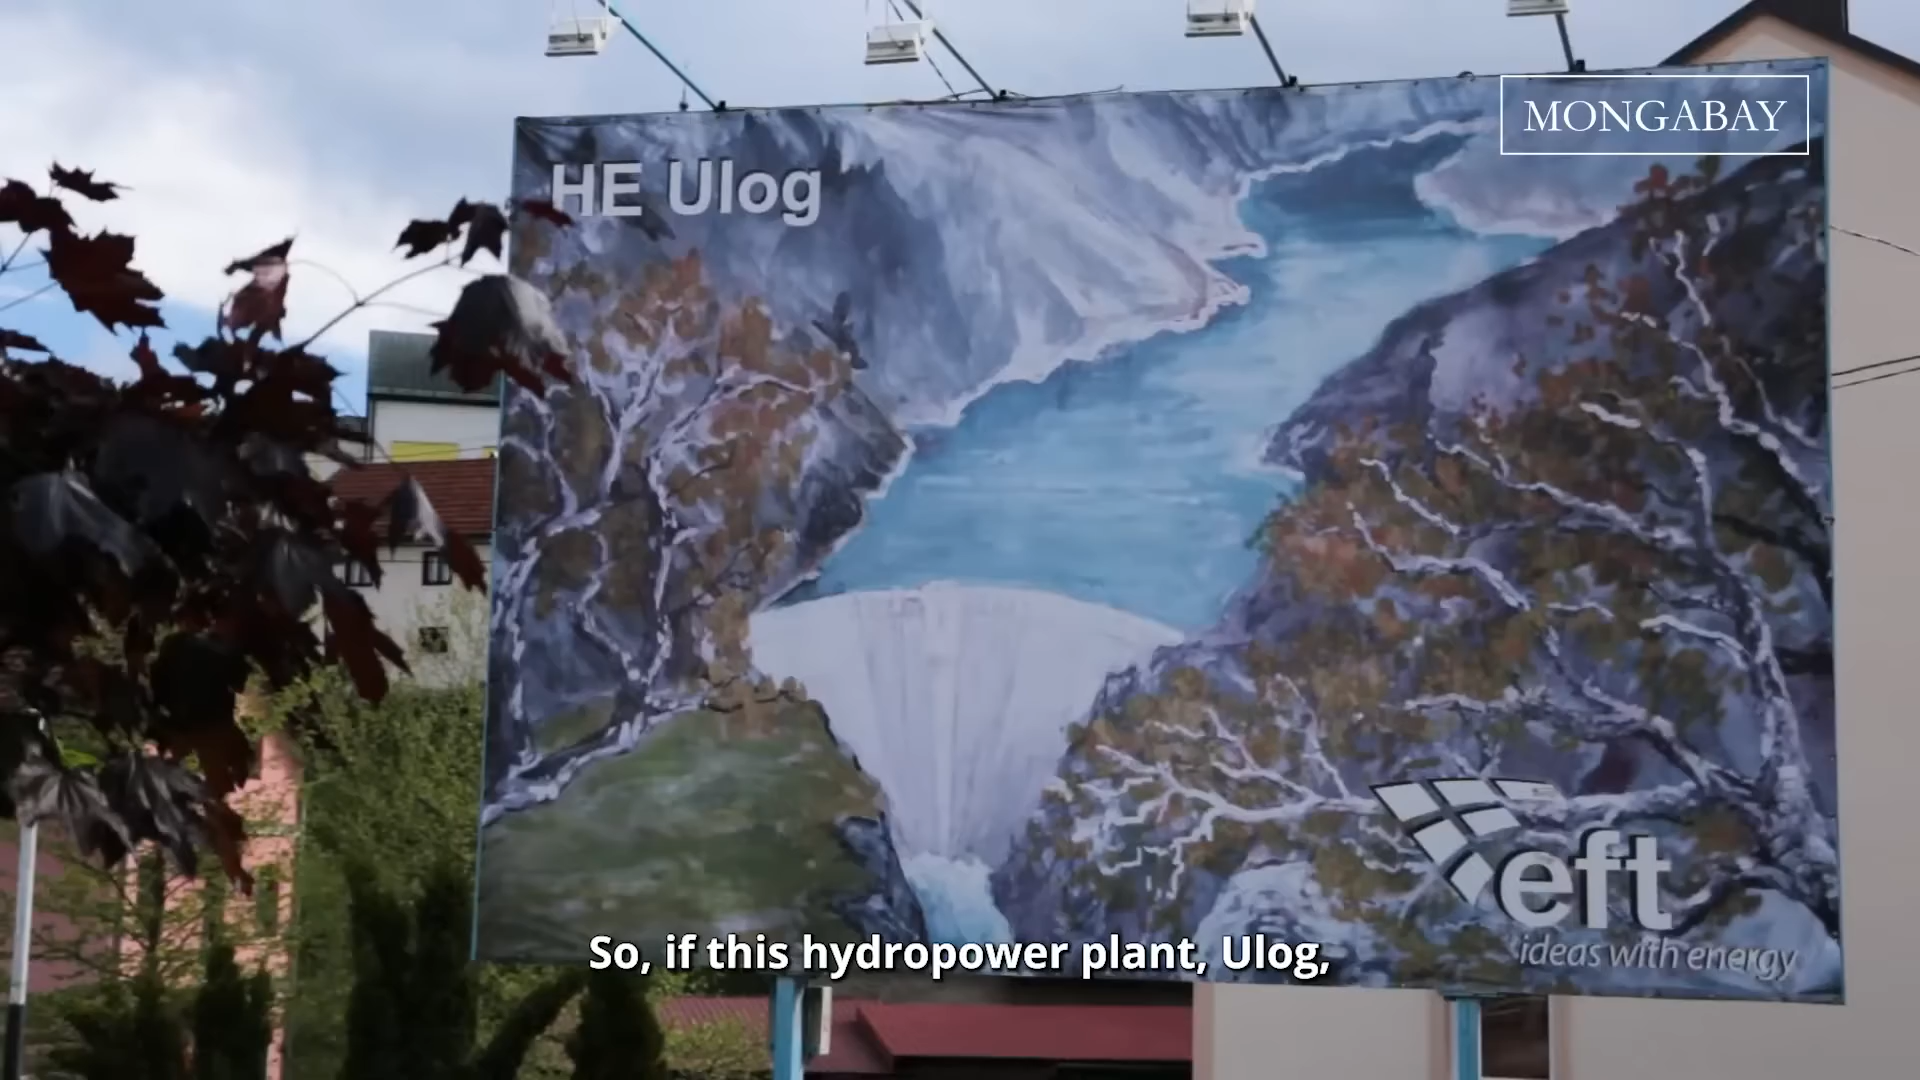 MONGABAY
HE Ulog
eft
ideas with energy
So, if this hydropower plant, Ulog,